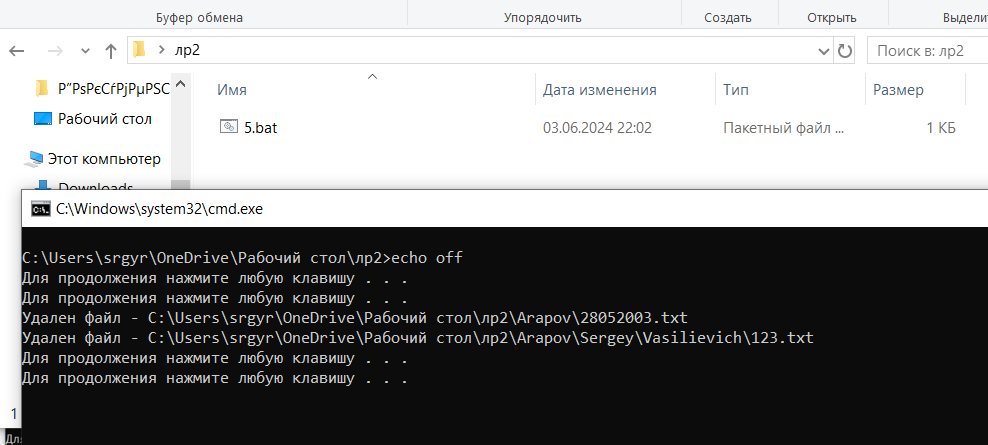 Буфер обмена Упорядочить Создать Открыть Выделит
лр2 Поиск в: лр2
Имя Дата изменения Тип Размер
Р”РѕРєСѓРјРµРЅС
5.bat 03.06.2024 22:02 Пакетный файл ... 1 КБ
Рабочий стол
Этот компьютер
Downloads
C:\Windows\system32\cmd.exe
C:\Users\srgyr\OneDrive\Рабочий стол\лр2>echo off
Для продолжения нажмите любую клавишу . . .
Для продолжения нажмите любую клавишу . . .
Удален файл - C:\Users\srgyr\OneDrive\Рабочий стол\лр2\Arapov\28052003.txt
Удален файл - C:\Users\srgyr\OneDrive\Рабочий стол\лр2\Arapov\Sergey\Vasilievich\123.txt
Для продолжения нажмите любую клавишу . . .
Для продолжения нажмите любую клавишу . . .
1
Для